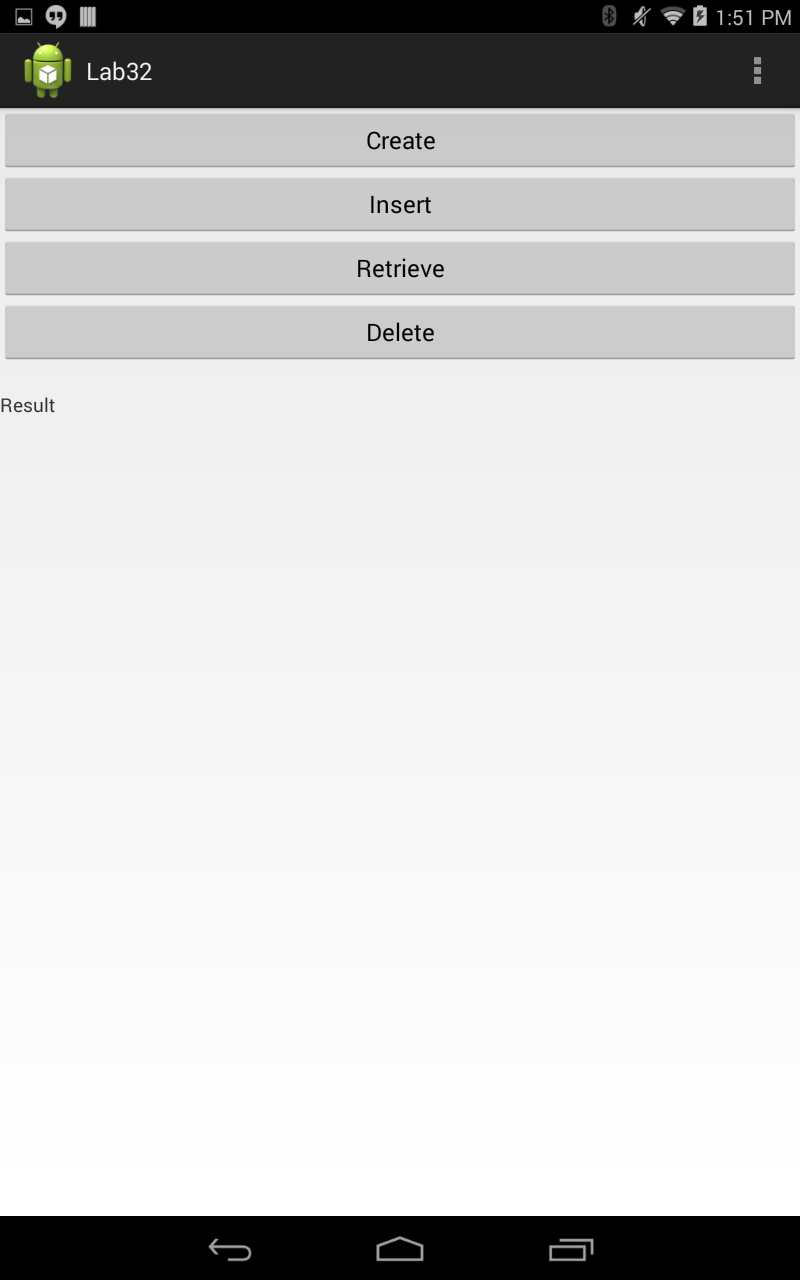 1:51 PM
Lab32
Create
Insert
Retrieve
Delete
Result